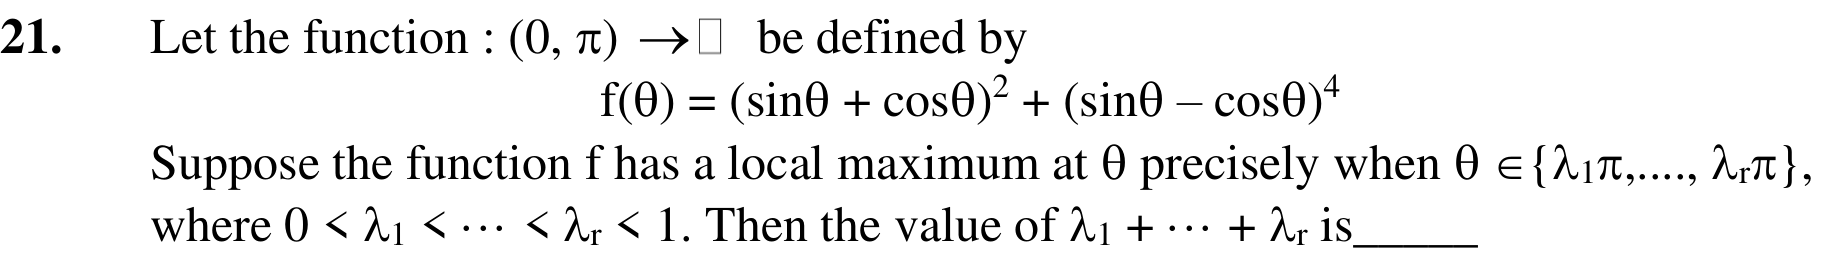 21. Let the function : (0, π) →□ be defined by
f(θ) = (sinθ + cosθ)² + (sinθ – cosθ)⁴
Suppose the function f has a local maximum at θ precisely when θ ∈{λ₁π,...., λᵣπ},
where 0 < λ₁ < ⋯ < λᵣ < 1. Then the value of λ₁ + ⋯ + λᵣ is_____